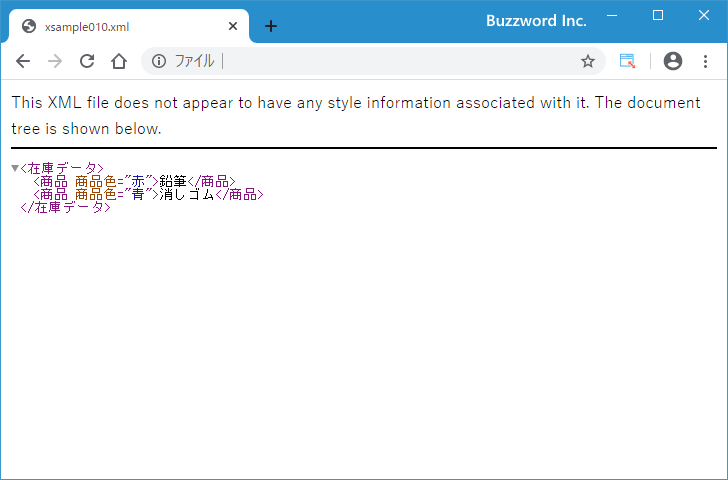 xsample010.xml
Buzzword Inc.
ファイル
This XML file does not appear to have any style information associated with it. The document
tree is shown below.
<在庫データ>
<商品 商品色="赤">鉛筆</商品>
<商品 商品色="青">消しゴム</商品>
</在庫データ>